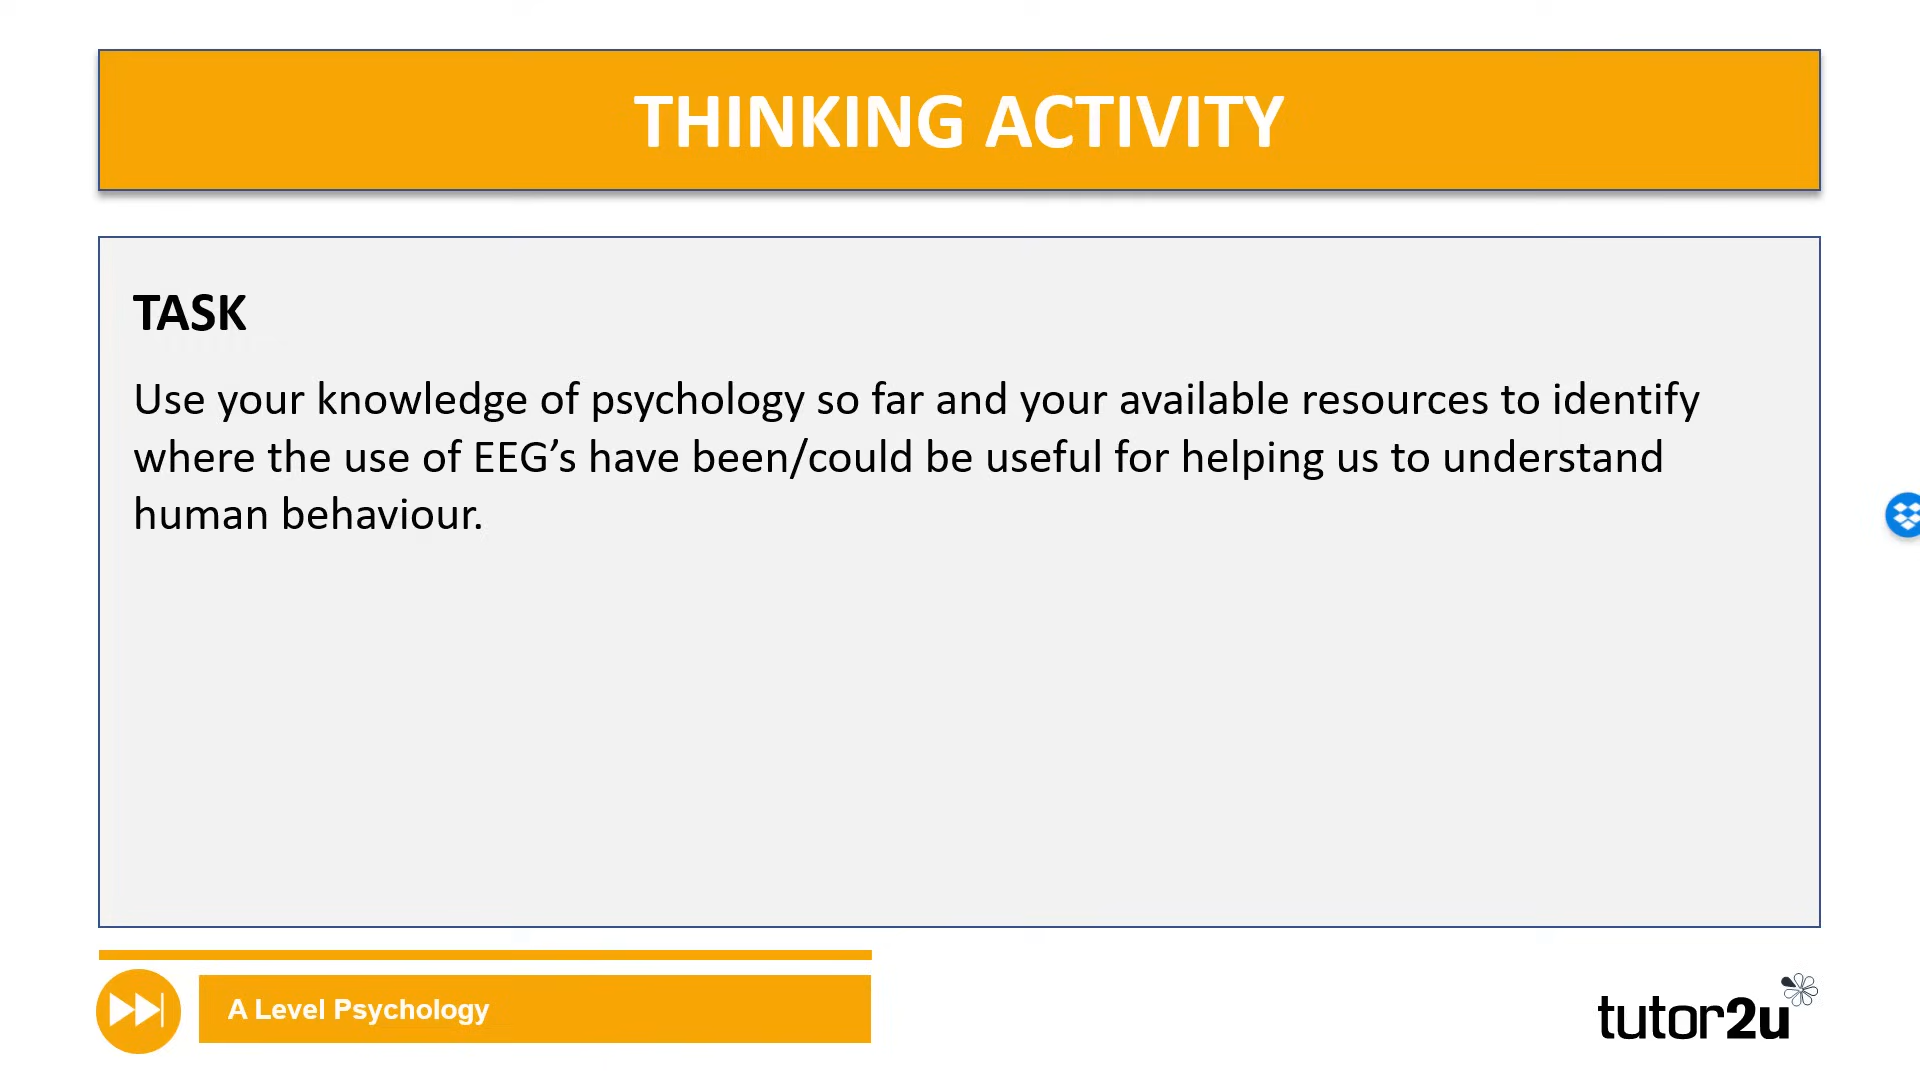 THINKING ACTIVITY
TASK
Use your knowledge of psychology so far and your available resources to identify
where the use of EEG’s have been/could be useful for helping us to understand
human behaviour.
A Level Psychology
tutor2u